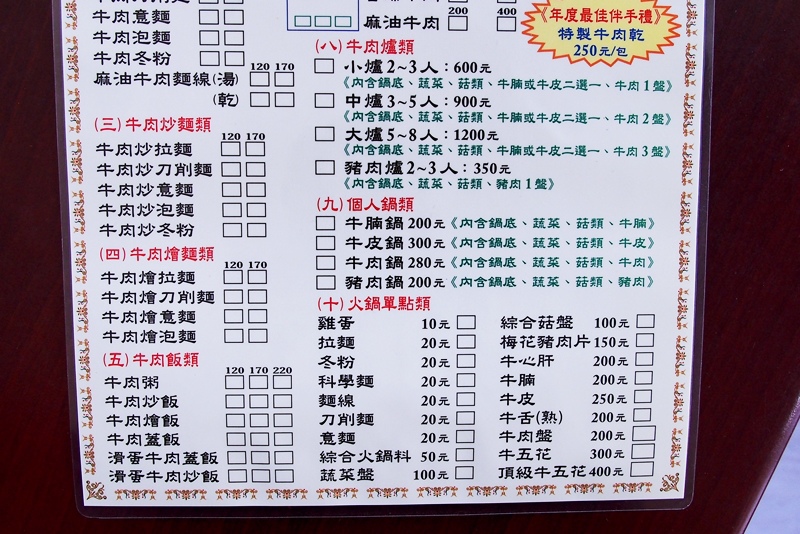 牛肉意麵
牛肉泡麵
牛肉冬粉
120 170
麻油牛肉麵線(湯)
(乾)
(三)牛肉炒麵類
120 170
牛肉炒拉麵
牛肉炒刀削麵
牛肉炒意麵
牛肉炒泡麵
牛肉炒冬粉
(四)牛肉燴麵類
120 170
牛肉燴拉麵
牛肉燴刀削麵
牛肉燴意麵
牛肉燴泡麵
(五)牛肉飯類
120 170 220
牛肉粥
牛肉炒飯
牛肉燴飯
牛肉蓋飯
滑蛋牛肉蓋飯
滑蛋牛肉炒飯
200 400
麻油牛肉
《年度最佳伴手禮》
特製牛肉乾
250元/包
(八)牛肉爐類
小爐2~3人：600元
《內含鍋底、蔬菜、菇類、牛腩或牛皮二選一、牛肉1盤》
中爐3~5人：900元
《內含鍋底、蔬菜、菇類、牛腩或牛皮二選一、牛肉2盤》
大爐5~8人：1200元
《內含鍋底、蔬菜、菇類、牛腩或牛皮二選一、牛肉3盤》
豬肉爐2~3人：350元
《內含鍋底、蔬菜、菇類、豬肉1盤》
(九)個人鍋類
牛腩鍋200元《內含鍋底、蔬菜、菇類、牛腩》
牛皮鍋300元《內含鍋底、蔬菜、菇類、牛皮》
牛肉鍋280元《內含鍋底、蔬菜、菇類、牛肉》
豬肉鍋200元《內含鍋底、蔬菜、菇類、豬肉》
(十)火鍋單點類
雞蛋 10元
拉麵 20元
冬粉 20元
科學麵 20元
麵線 20元
刀削麵 20元
意麵 20元
綜合火鍋料 50元
蔬菜盤 100元
綜合菇盤 100元
梅花豬肉片150元
牛心肝 200元
牛腩 200元
牛皮 250元
牛舌(熟) 200元
牛肉盤 200元
牛五花 300元
頂級牛五花400元